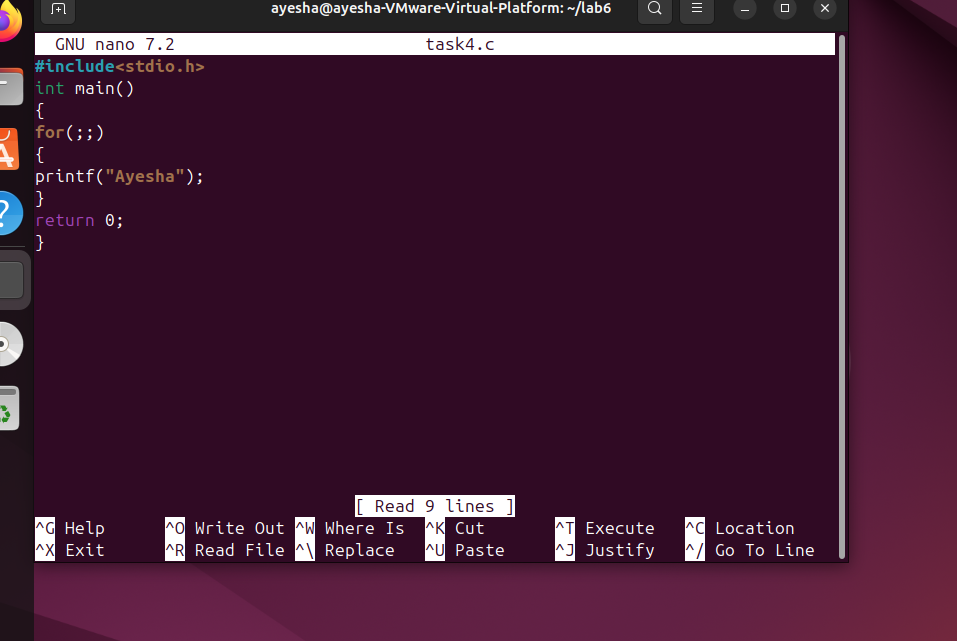 ayesha@ayesha-VMware-Virtual-Platform: ~/lab6
GNU nano 7.2 task4.c
#include<stdio.h>
int main()
{
for(;;)
{
printf("Ayesha");
}
return 0;
}
[ Read 9 lines ]
^G Help ^O Write Out ^W Where Is ^K Cut ^T Execute ^C Location
^X Exit ^R Read File ^\ Replace ^U Paste ^J Justify ^/ Go To Line